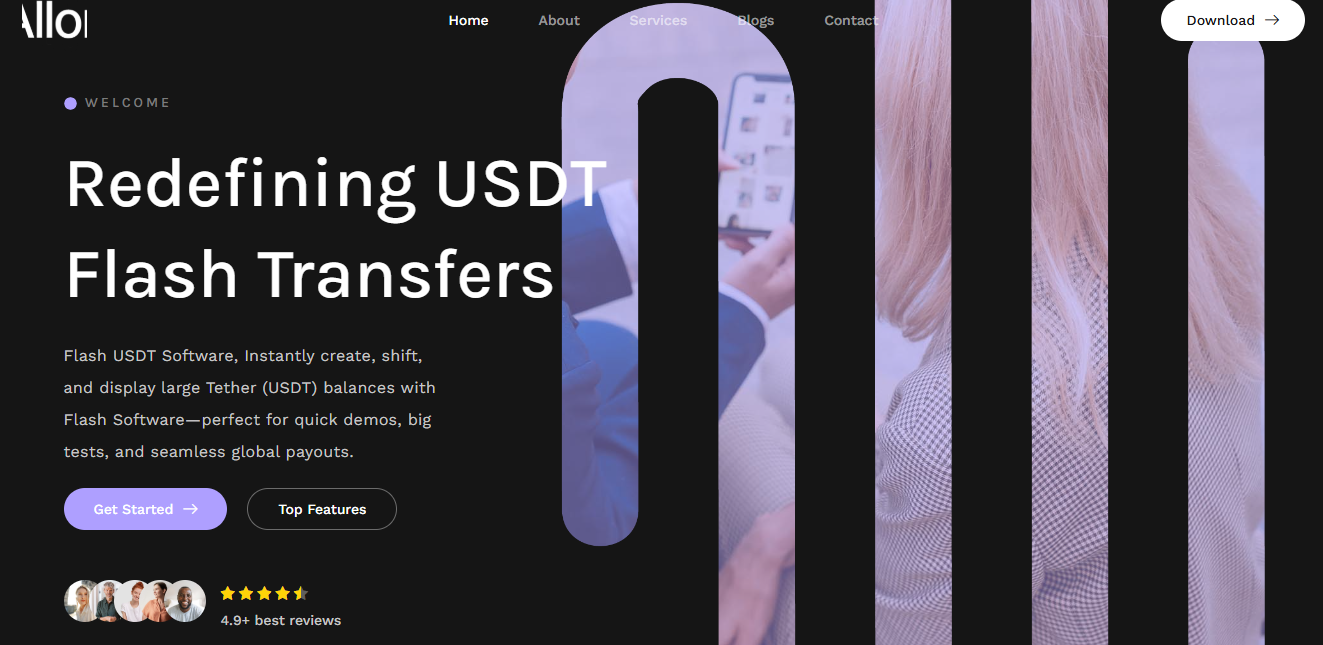 Home About Services Blogs Contact Download
WELCOME
Redefining USDT
Flash Transfers
Flash USDT Software, Instantly create, shift,
and display large Tether (USDT) balances with
Flash Software—perfect for quick demos, big
tests, and seamless global payouts.
Get Started Top Features
4.9+ best reviews